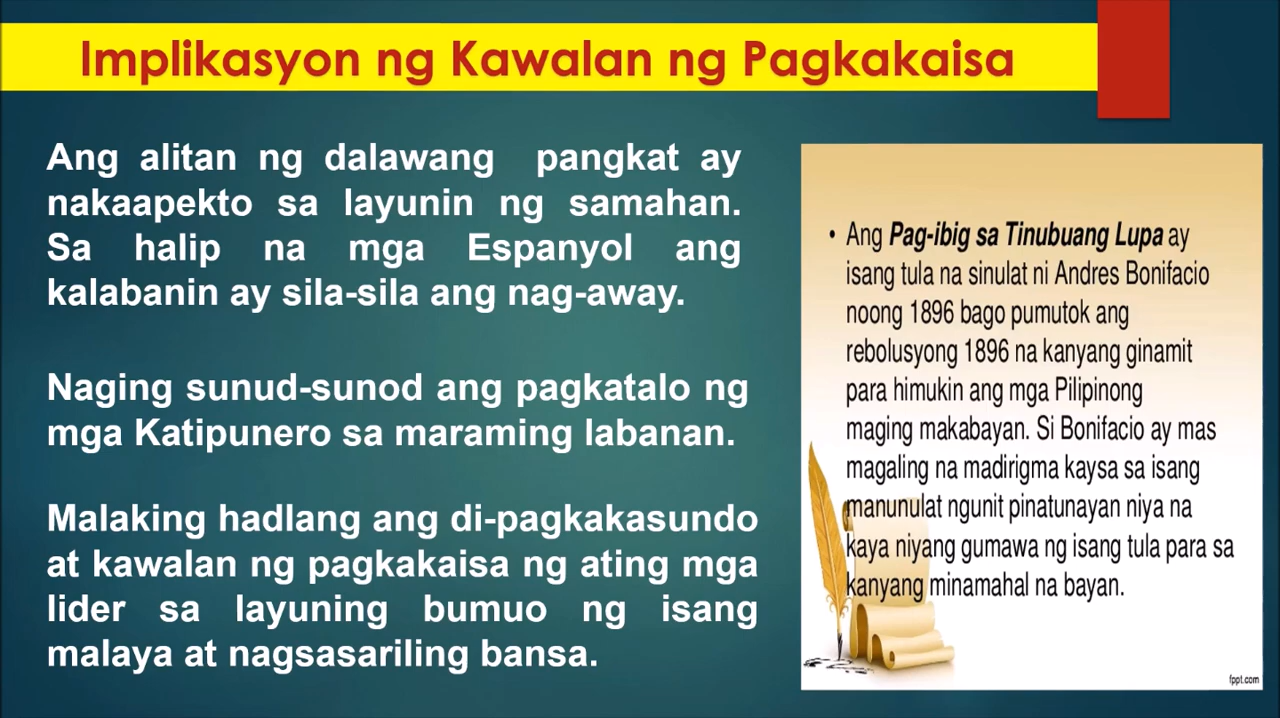 Implikasyon ng Kawalan ng Pagkakaisa
Ang alitan ng dalawang pangkat ay
nakaapekto sa layunin ng samahan.
Sa halip na mga Espanyol ang
kalabanin ay sila-sila ang nag-away.
Naging sunud-sunod ang pagkatalo ng
mga Katipunero sa maraming labanan.
Malaking hadlang ang di-pagkakasundo
at kawalan ng pagkakaisa ng ating mga
lider sa layuning bumuo ng isang
malaya at nagsasariling bansa.
• Ang Pag-ibig sa Tinubuang Lupa ay
isang tula na sinulat ni Andres Bonifacio
noong 1896 bago pumutok ang
rebolusyong 1896 na kanyang ginamit
para himukin ang mga Pilipinong
maging makabayan. Si Bonifacio ay mas
magaling na madirigma kaysa sa isang
manunulat ngunit pinatunayan niya na
kaya niyang gumawa ng isang tula para sa
kanyang minamahal na bayan.
fppt.com